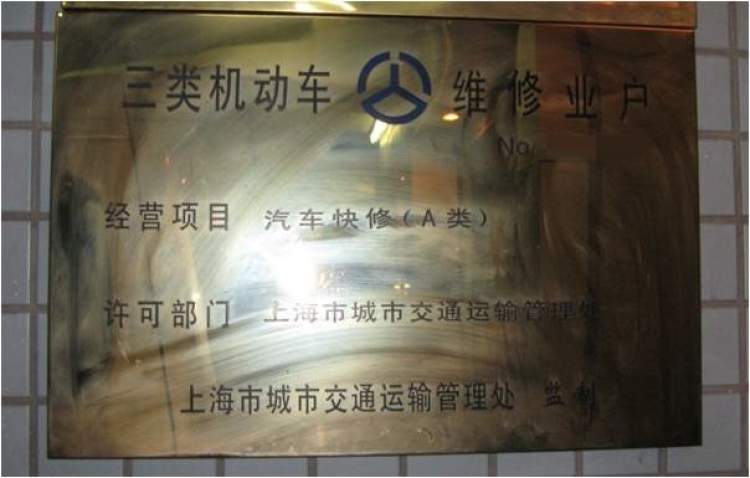 三类机动车 维修业户
No
经营项目 汽车快修(A类)
许可部门 上海市城市交通运输管理处
上海市城市交通运输管理处 监制